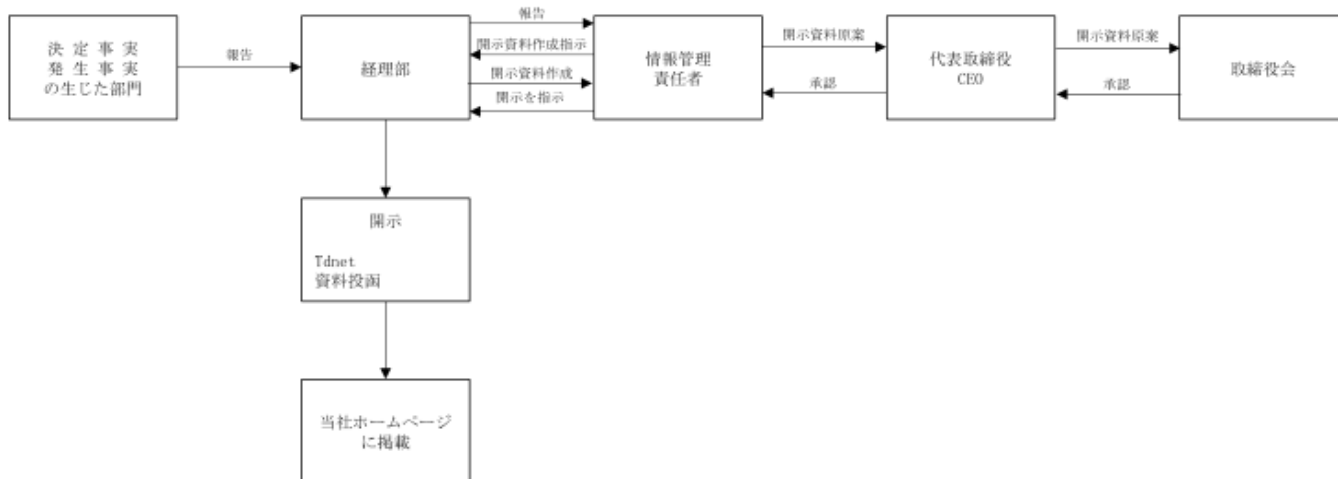 決 定 事 実
発 生 事 実
の生じた部門
報告
経理部
報告
開示資料作成指示
開示資料作成
開示を指示
情報管理
責任者
開示資料原案
承認
代表取締役
CEO
開示資料原案
承認
取締役会
開示
Tdnet
資料投函
当社ホームページ
に掲載